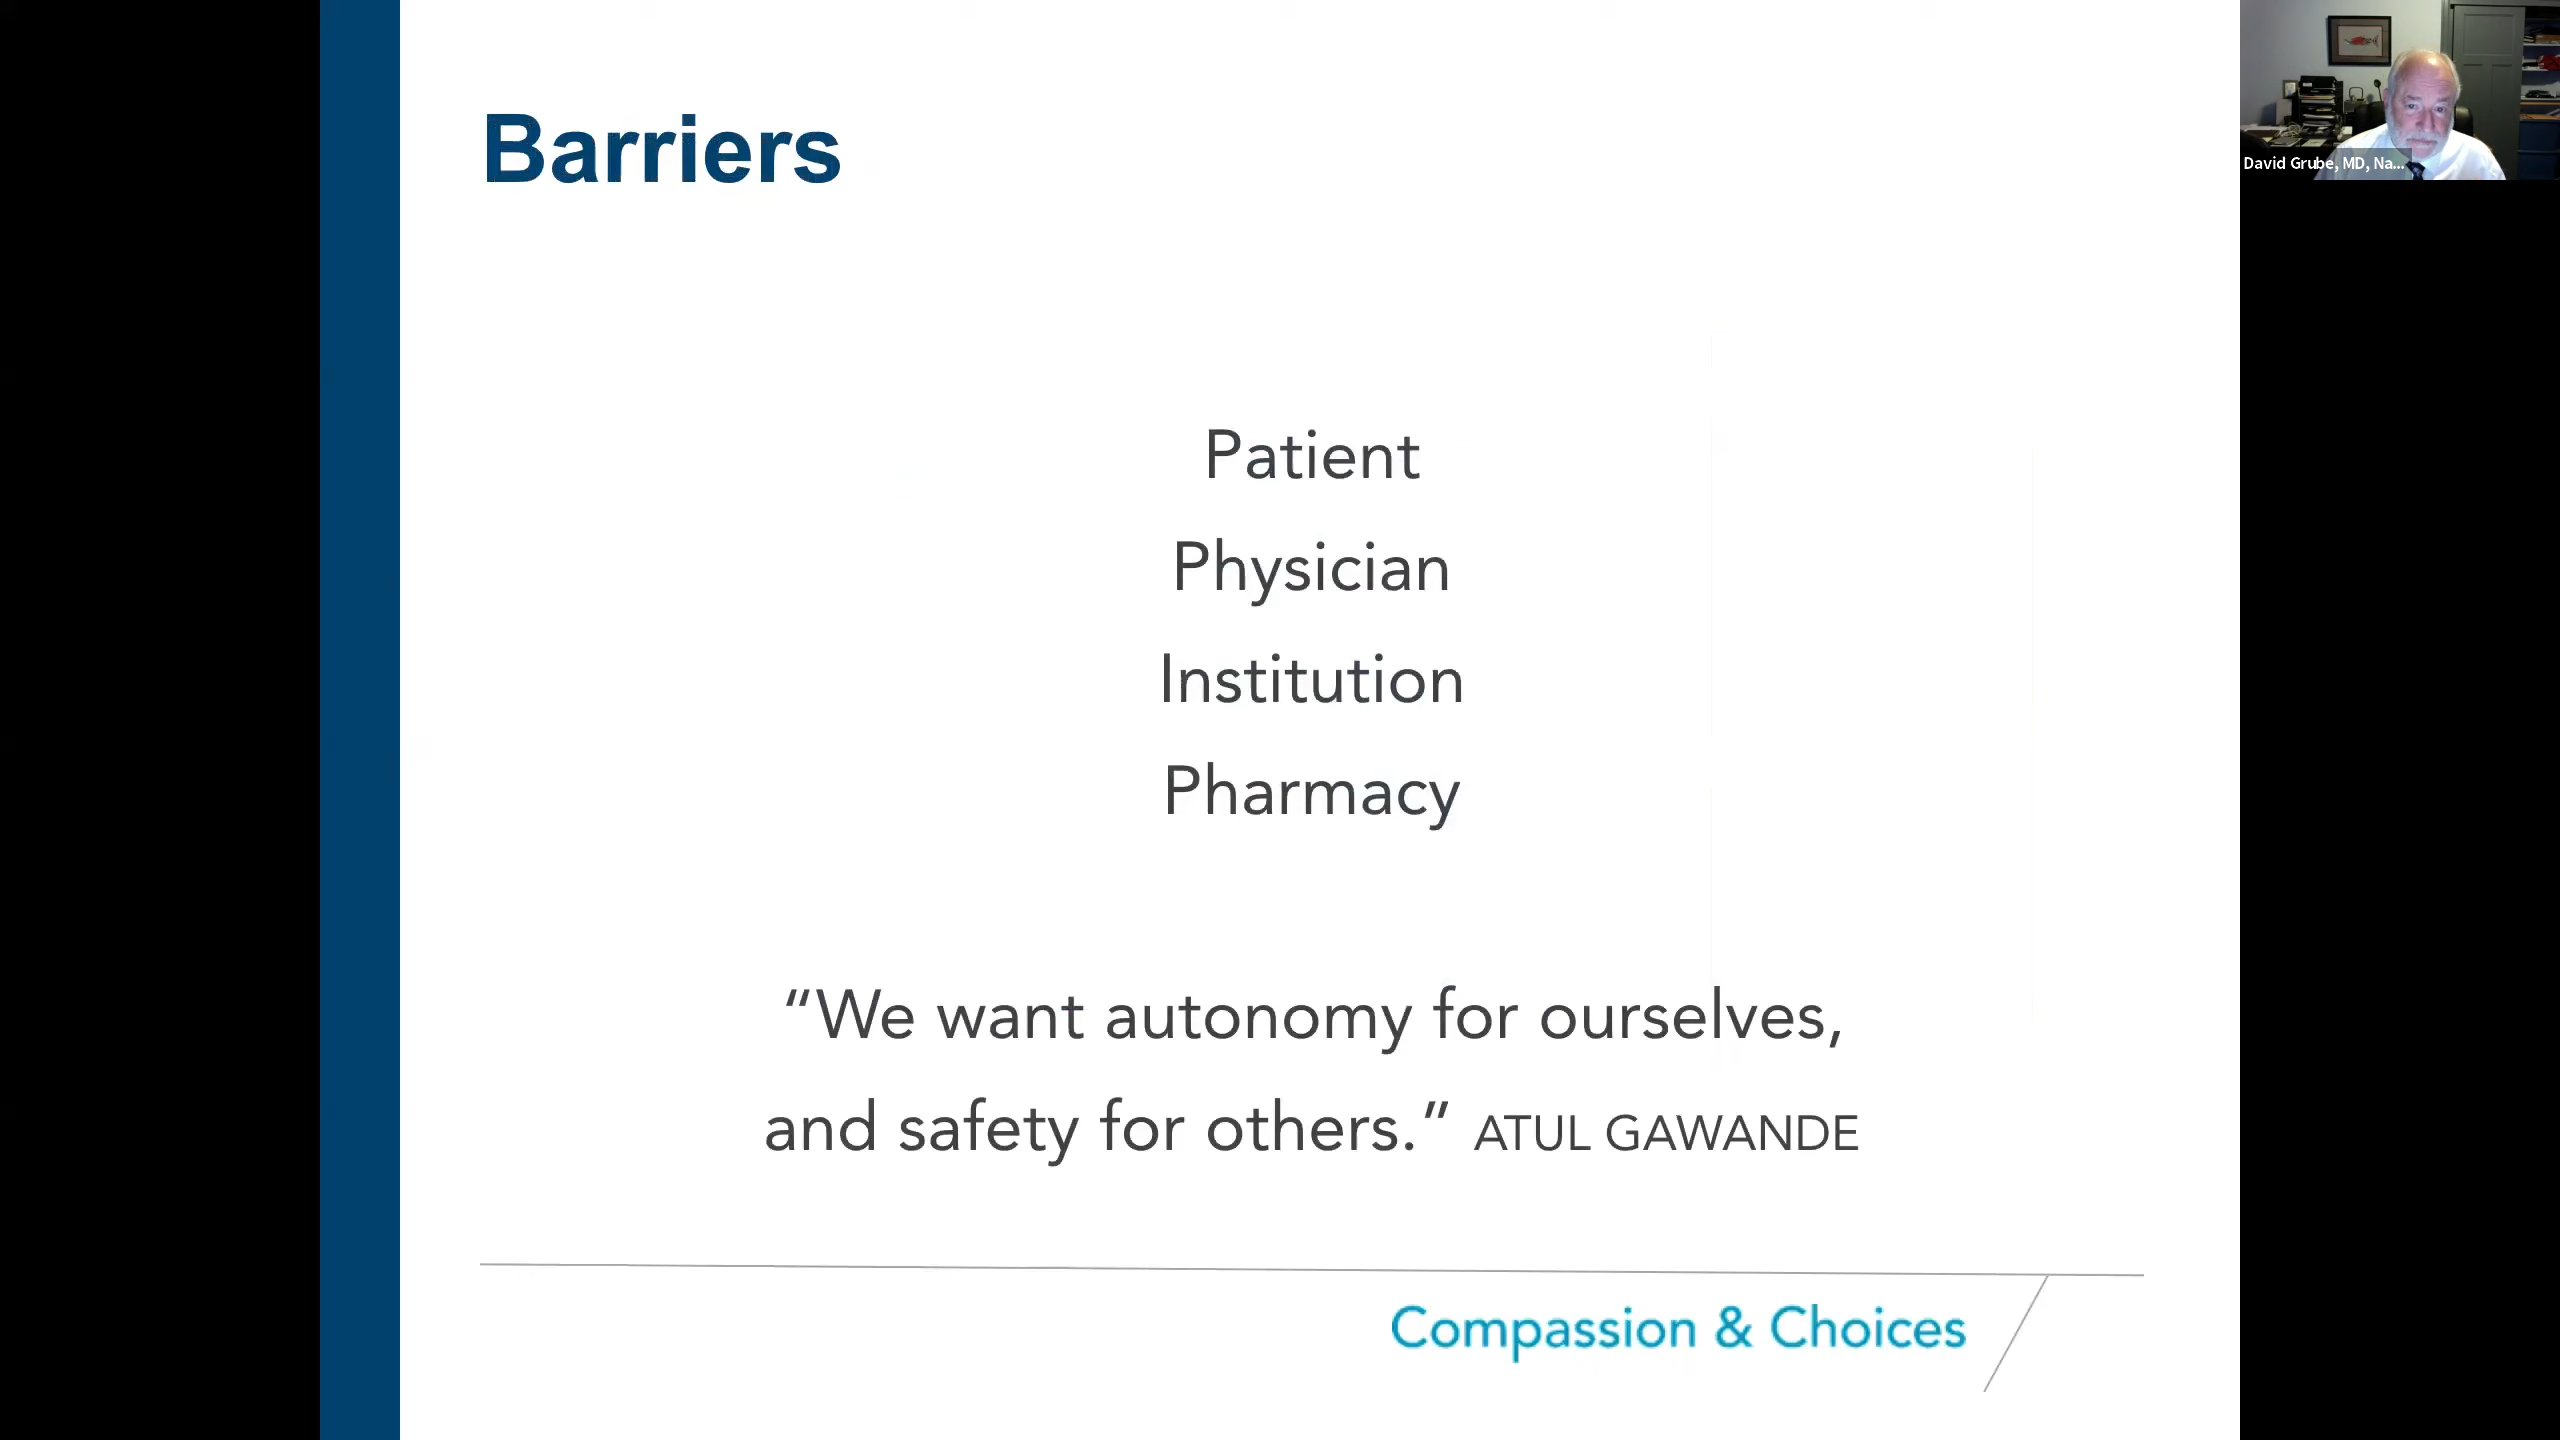 Barriers
David Grube, MD, Na...
Patient
Physician
Institution
Pharmacy
“We want autonomy for ourselves,
and safety for others.” ATUL GAWANDE
Compassion & Choices